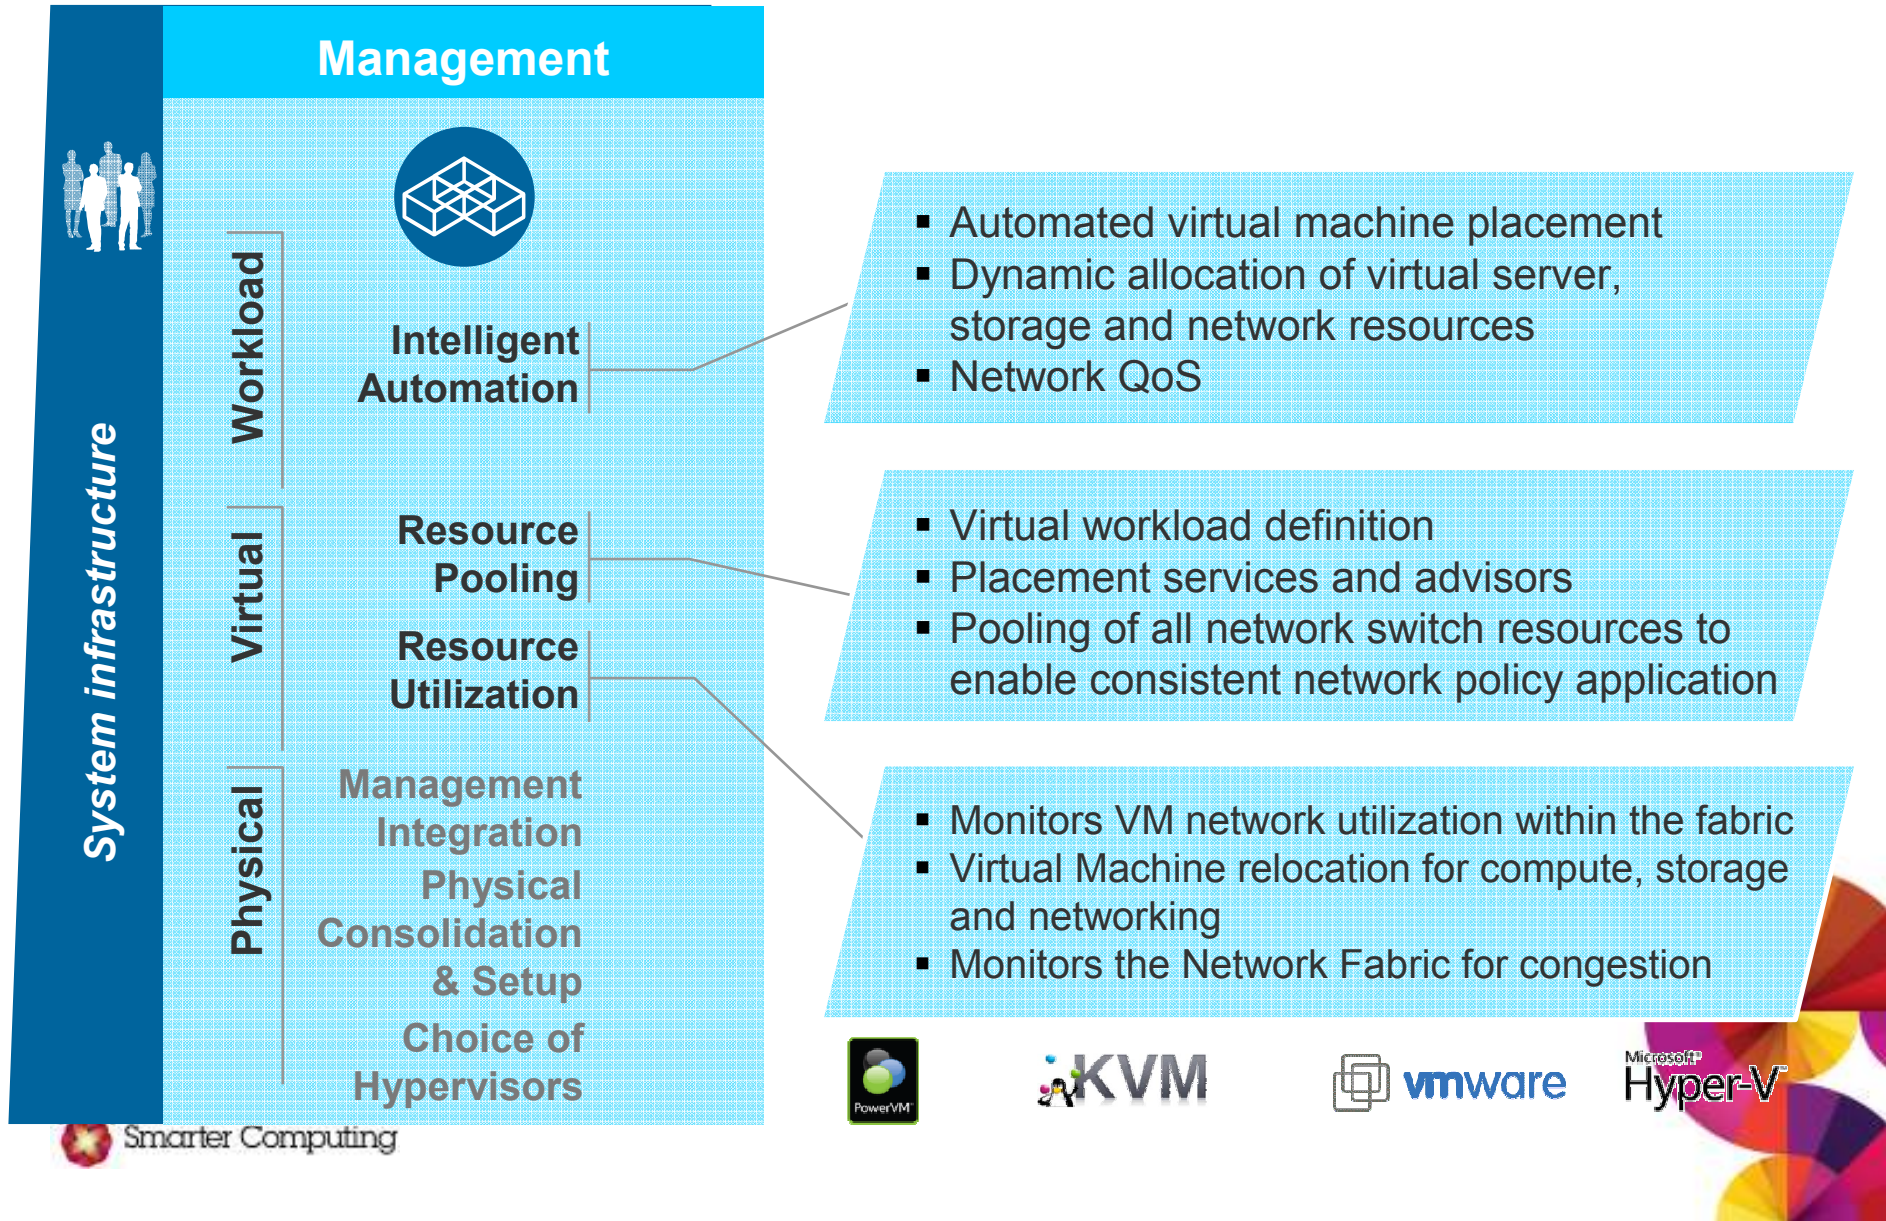 Management
System infrastructure
Workload
Intelligent
Automation
▪ Automated virtual machine placement
▪ Dynamic allocation of virtual server,
storage and network resources
▪ Network QoS
Virtual
Resource
Pooling
▪ Virtual workload definition
▪ Placement services and advisors
▪ Pooling of all network switch resources to
enable consistent network policy application
Resource
Utilization
▪ Monitors VM network utilization within the fabric
▪ Virtual Machine relocation for compute, storage
and networking
▪ Monitors the Network Fabric for congestion
Physical
Management
Integration
Physical
Consolidation
& Setup
Choice of
Hypervisors
PowerVM™
KVM
vmware
Microsoft®
Hyper-V™
Smarter Computing